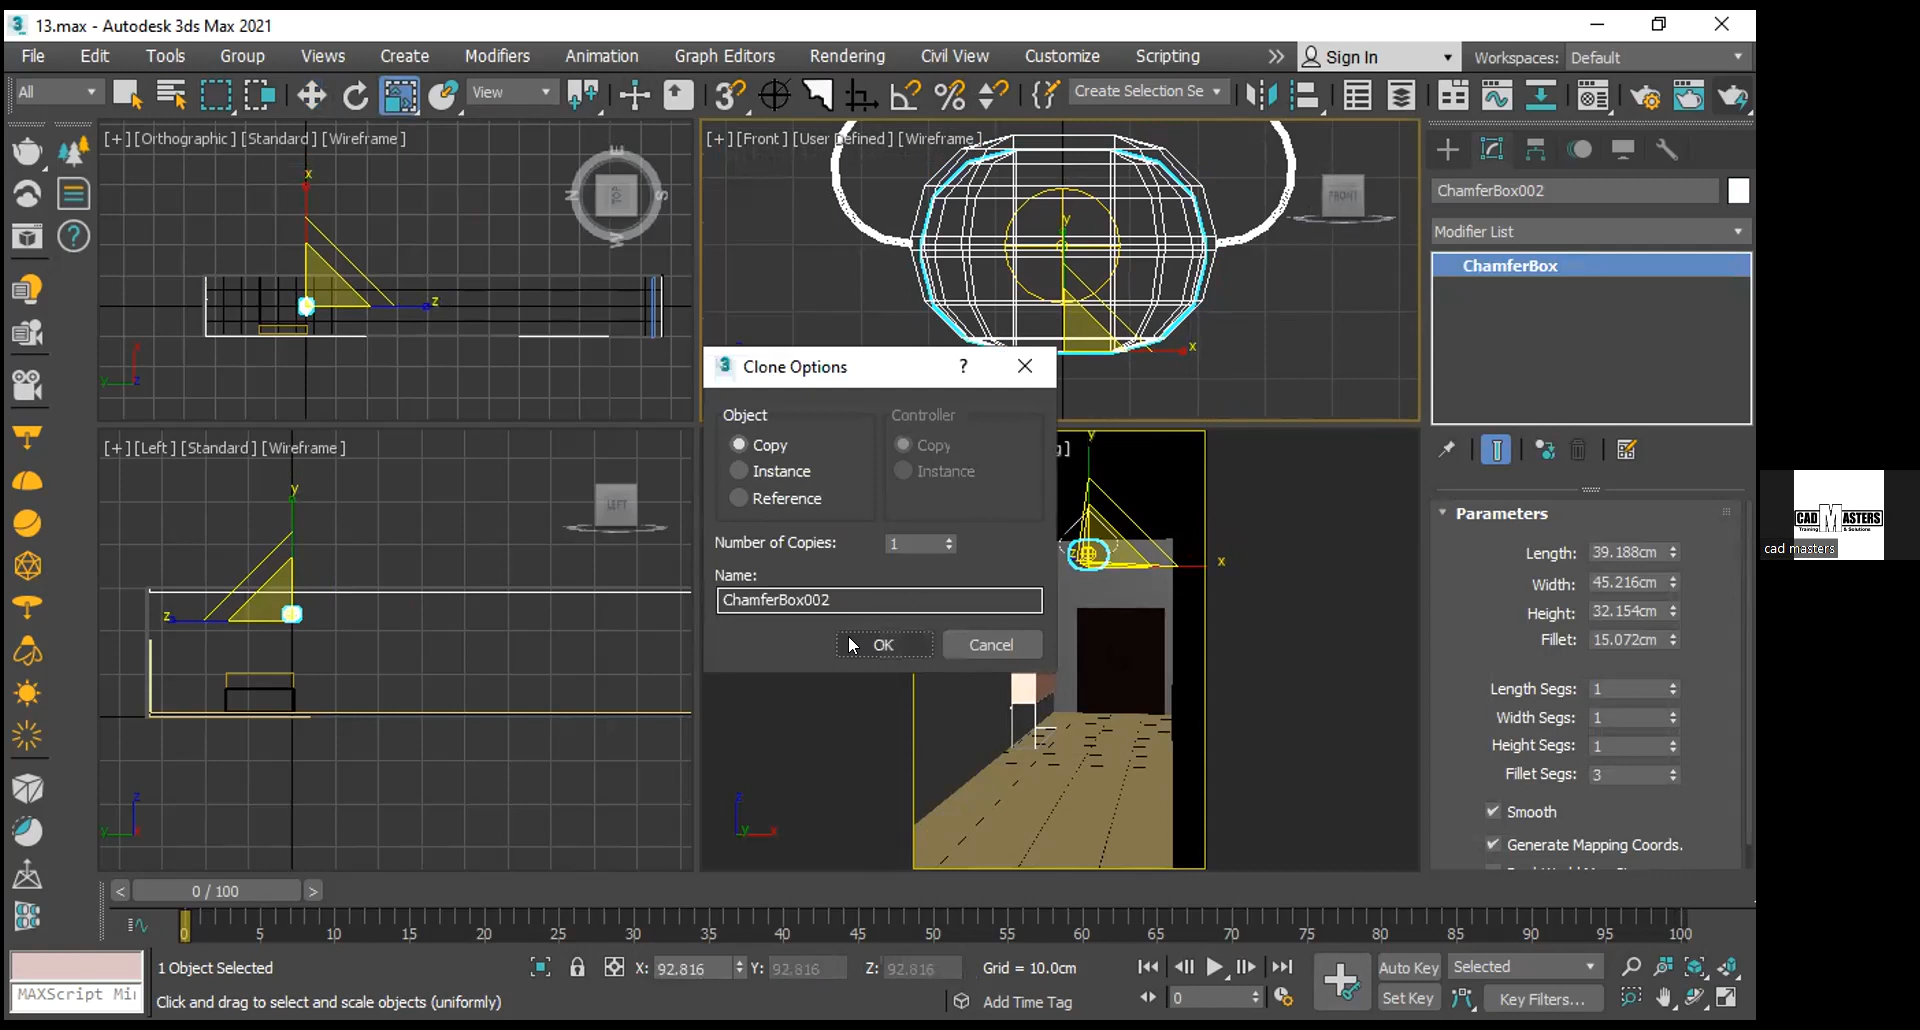 13.max - Autodesk 3ds Max 2021
File Edit Tools Group Views Create Modifiers Animation Graph Editors Rendering Civil View Customize Scripting Sign In Workspaces: Default
All View Create Selection Se
[+] [Orthographic] [Standard] [Wireframe]
[+] [Front] [User Defined] [Wireframe]
ChamferBox002
Modifier List
ChamferBox
TOP
N E S W
FRONT
x
z
y
x
Clone Options
?
Object
Controller
Copy
Instance
Reference
Copy
Instance
Number of Copies: 1
Name:
ChamferBox002
OK Cancel
[+] [Left] [Standard] [Wireframe]
LEFT
y
z
x
Parameters
Length: 39.188cm
Width: 45.216cm
Height: 32.154cm
Fillet: 15.072cm
Length Segs: 1
Width Segs: 1
Height Segs: 1
Fillet Segs: 3
Smooth
Generate Mapping Coords.
CAD MASTERS
cad masters
< 0 / 100 >
0 5 10 15 20 25 30 35 40 45 50 55 60 65 70 75 80 85 90 95 100
1 Object Selected
X: 92.816 Y: 92.816 Z: 92.816 Grid = 10.0cm
Auto Key Selected
MAXScript Mi
Click and drag to select and scale objects (uniformly)
Add Time Tag
0
Set Key Key Filters...